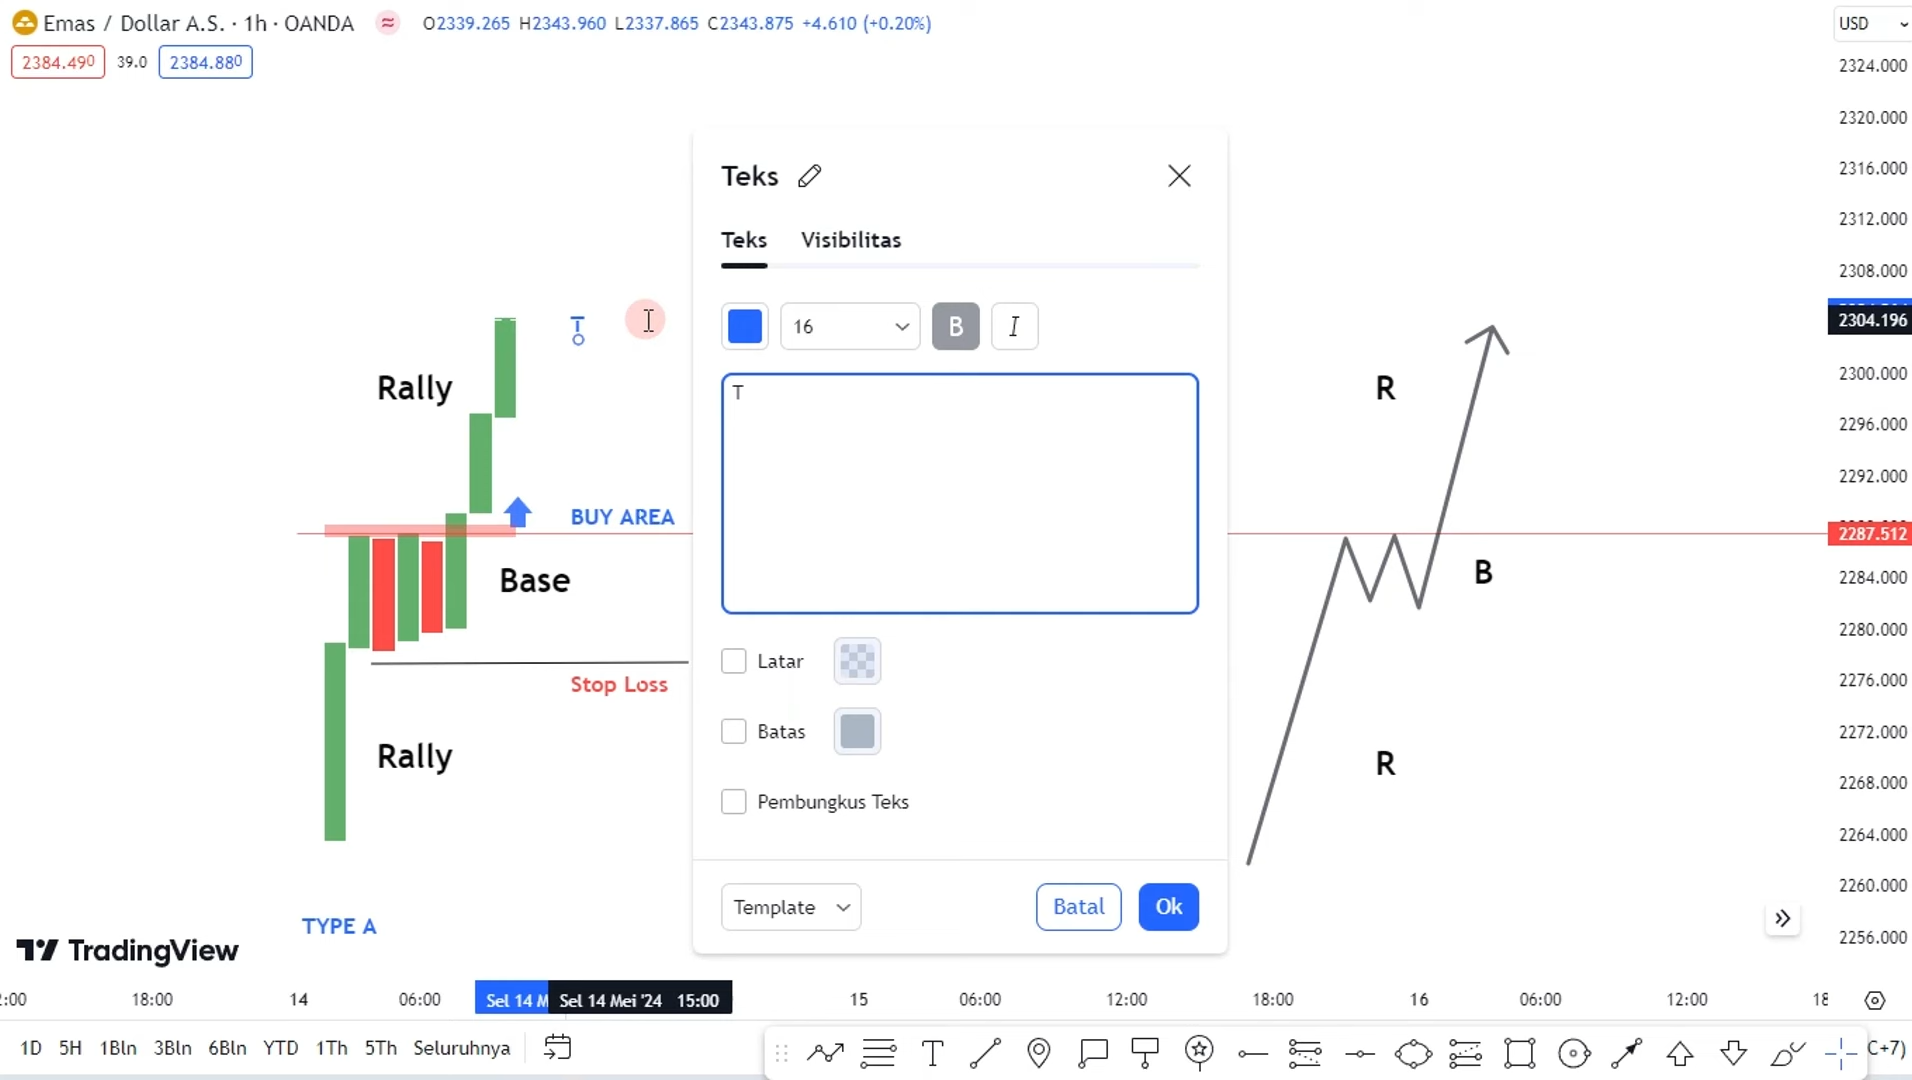 Emas / Dollar A.S. · 1h · OANDA ≈ O2339.265 H2343.960 L2337.865 C2343.875 +4.610 (+0.20%)
USD
2384.490 39.0 2384.880
2324.000
2320.000
2316.000
2312.000
2308.000
2304.196
2300.000
2296.000
2292.000
2287.512
2284.000
2280.000
2276.000
2272.000
2268.000
2264.000
2260.000
2256.000
Teks
Teks Visibilitas
16 B I
T
Latar
Batas
Pembungkus Teks
Template Batal Ok
Rally
BUY AREA
Base
Stop Loss
Rally
TYPE A
R
B
R
TradingView
18:00 14 06:00 Sel 14 M Sel 14 Mei '24 15:00 15 06:00 12:00 18:00 16 06:00 12:00
1D 5H 1Bln 3Bln 6Bln YTD 1Th 5Th Seluruhnya
C+7)